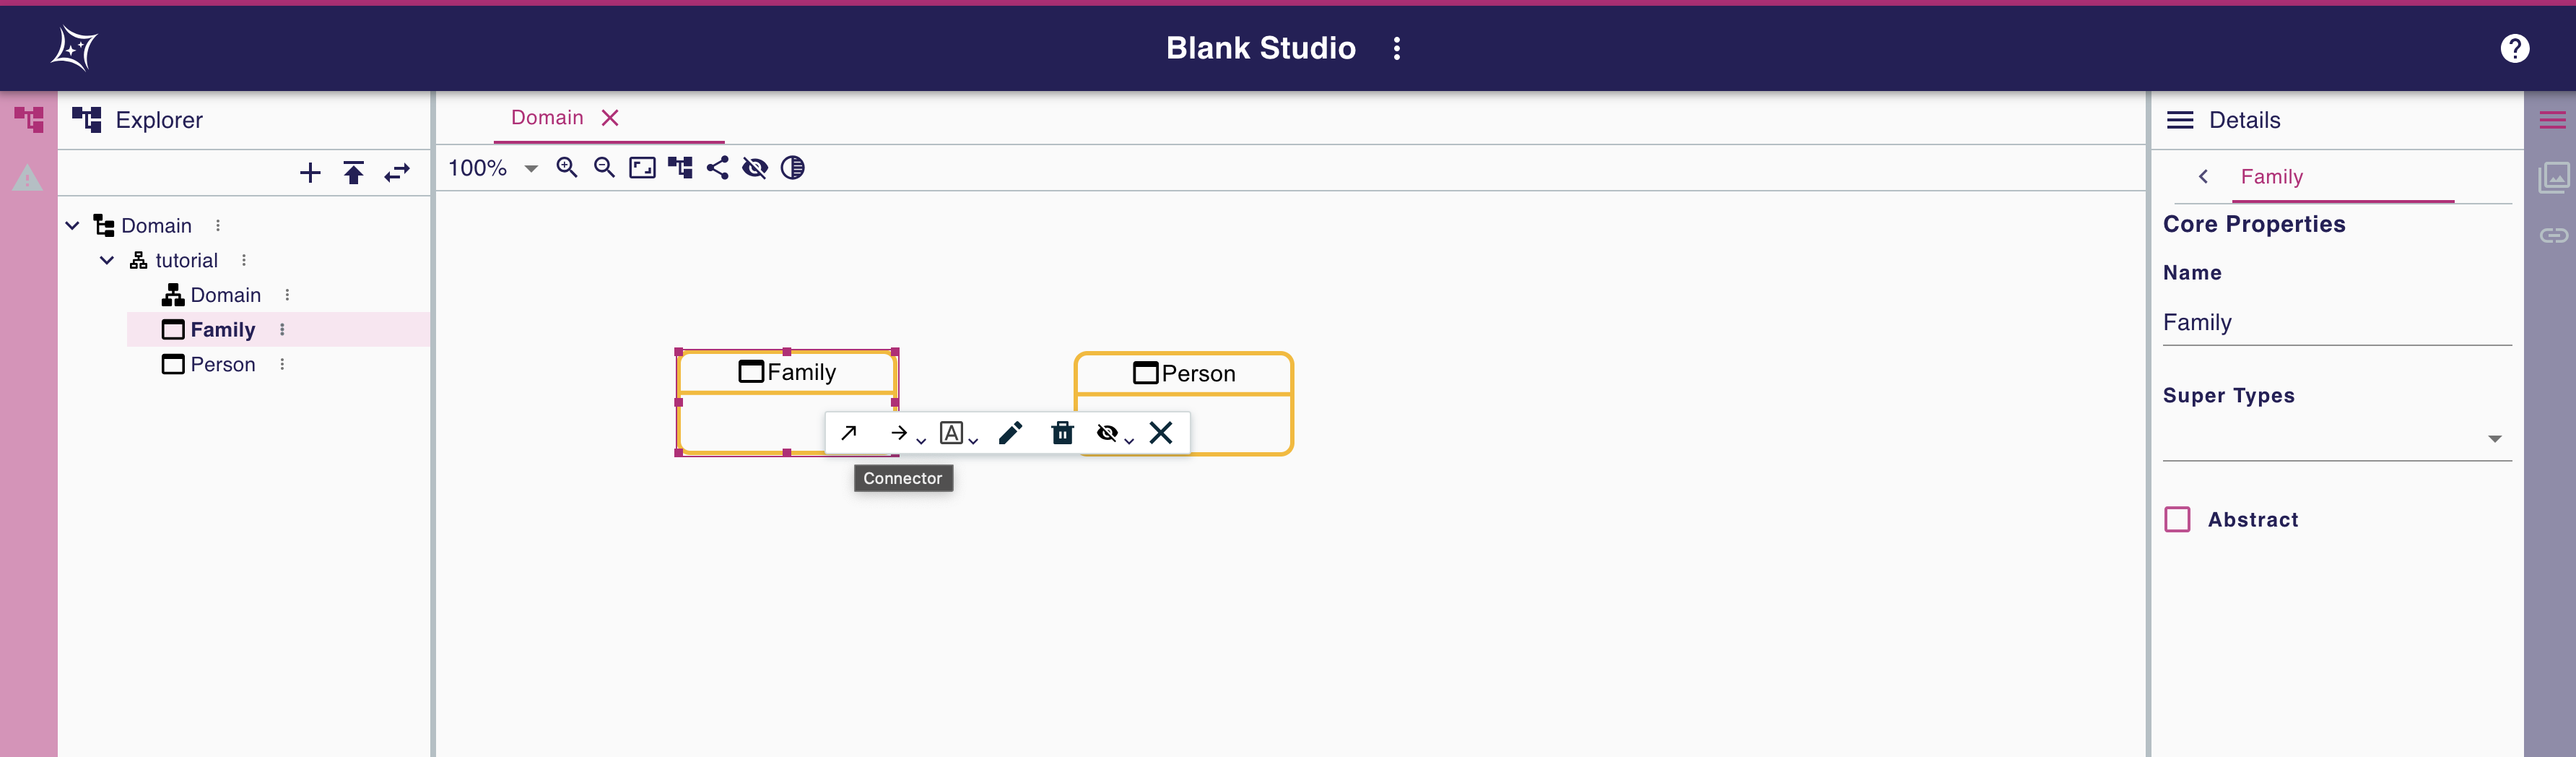 Blank Studio
Explorer
Domain
tutorial
Domain
Family
Person
Domain
100%
Family
Person
A
Connector
Details
Family
Core Properties
Name
Family
Super Types
Abstract